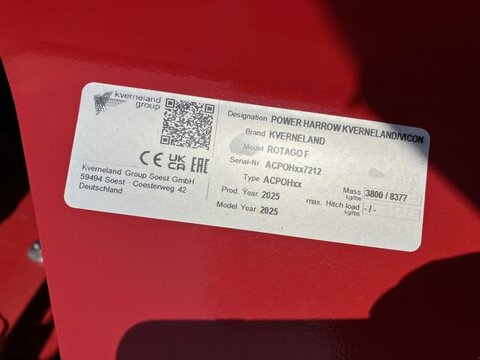 kverneland
group
CE UK CA EAC
Kverneland Group Soest GmbH
59494 Soest Coesterweg 42
Deutschland
Designation POWER HARROW KVERNELAND/VICON
Brand KVERNELAND
Model ROTAGO F
Serial-Nr ACPOHxx7212
Type ACPOHxx
Prod. Year 2025
Model Year 2025
Mass kg/lbs 3800 / 8377
max. Hitch load kg/lbs - / -